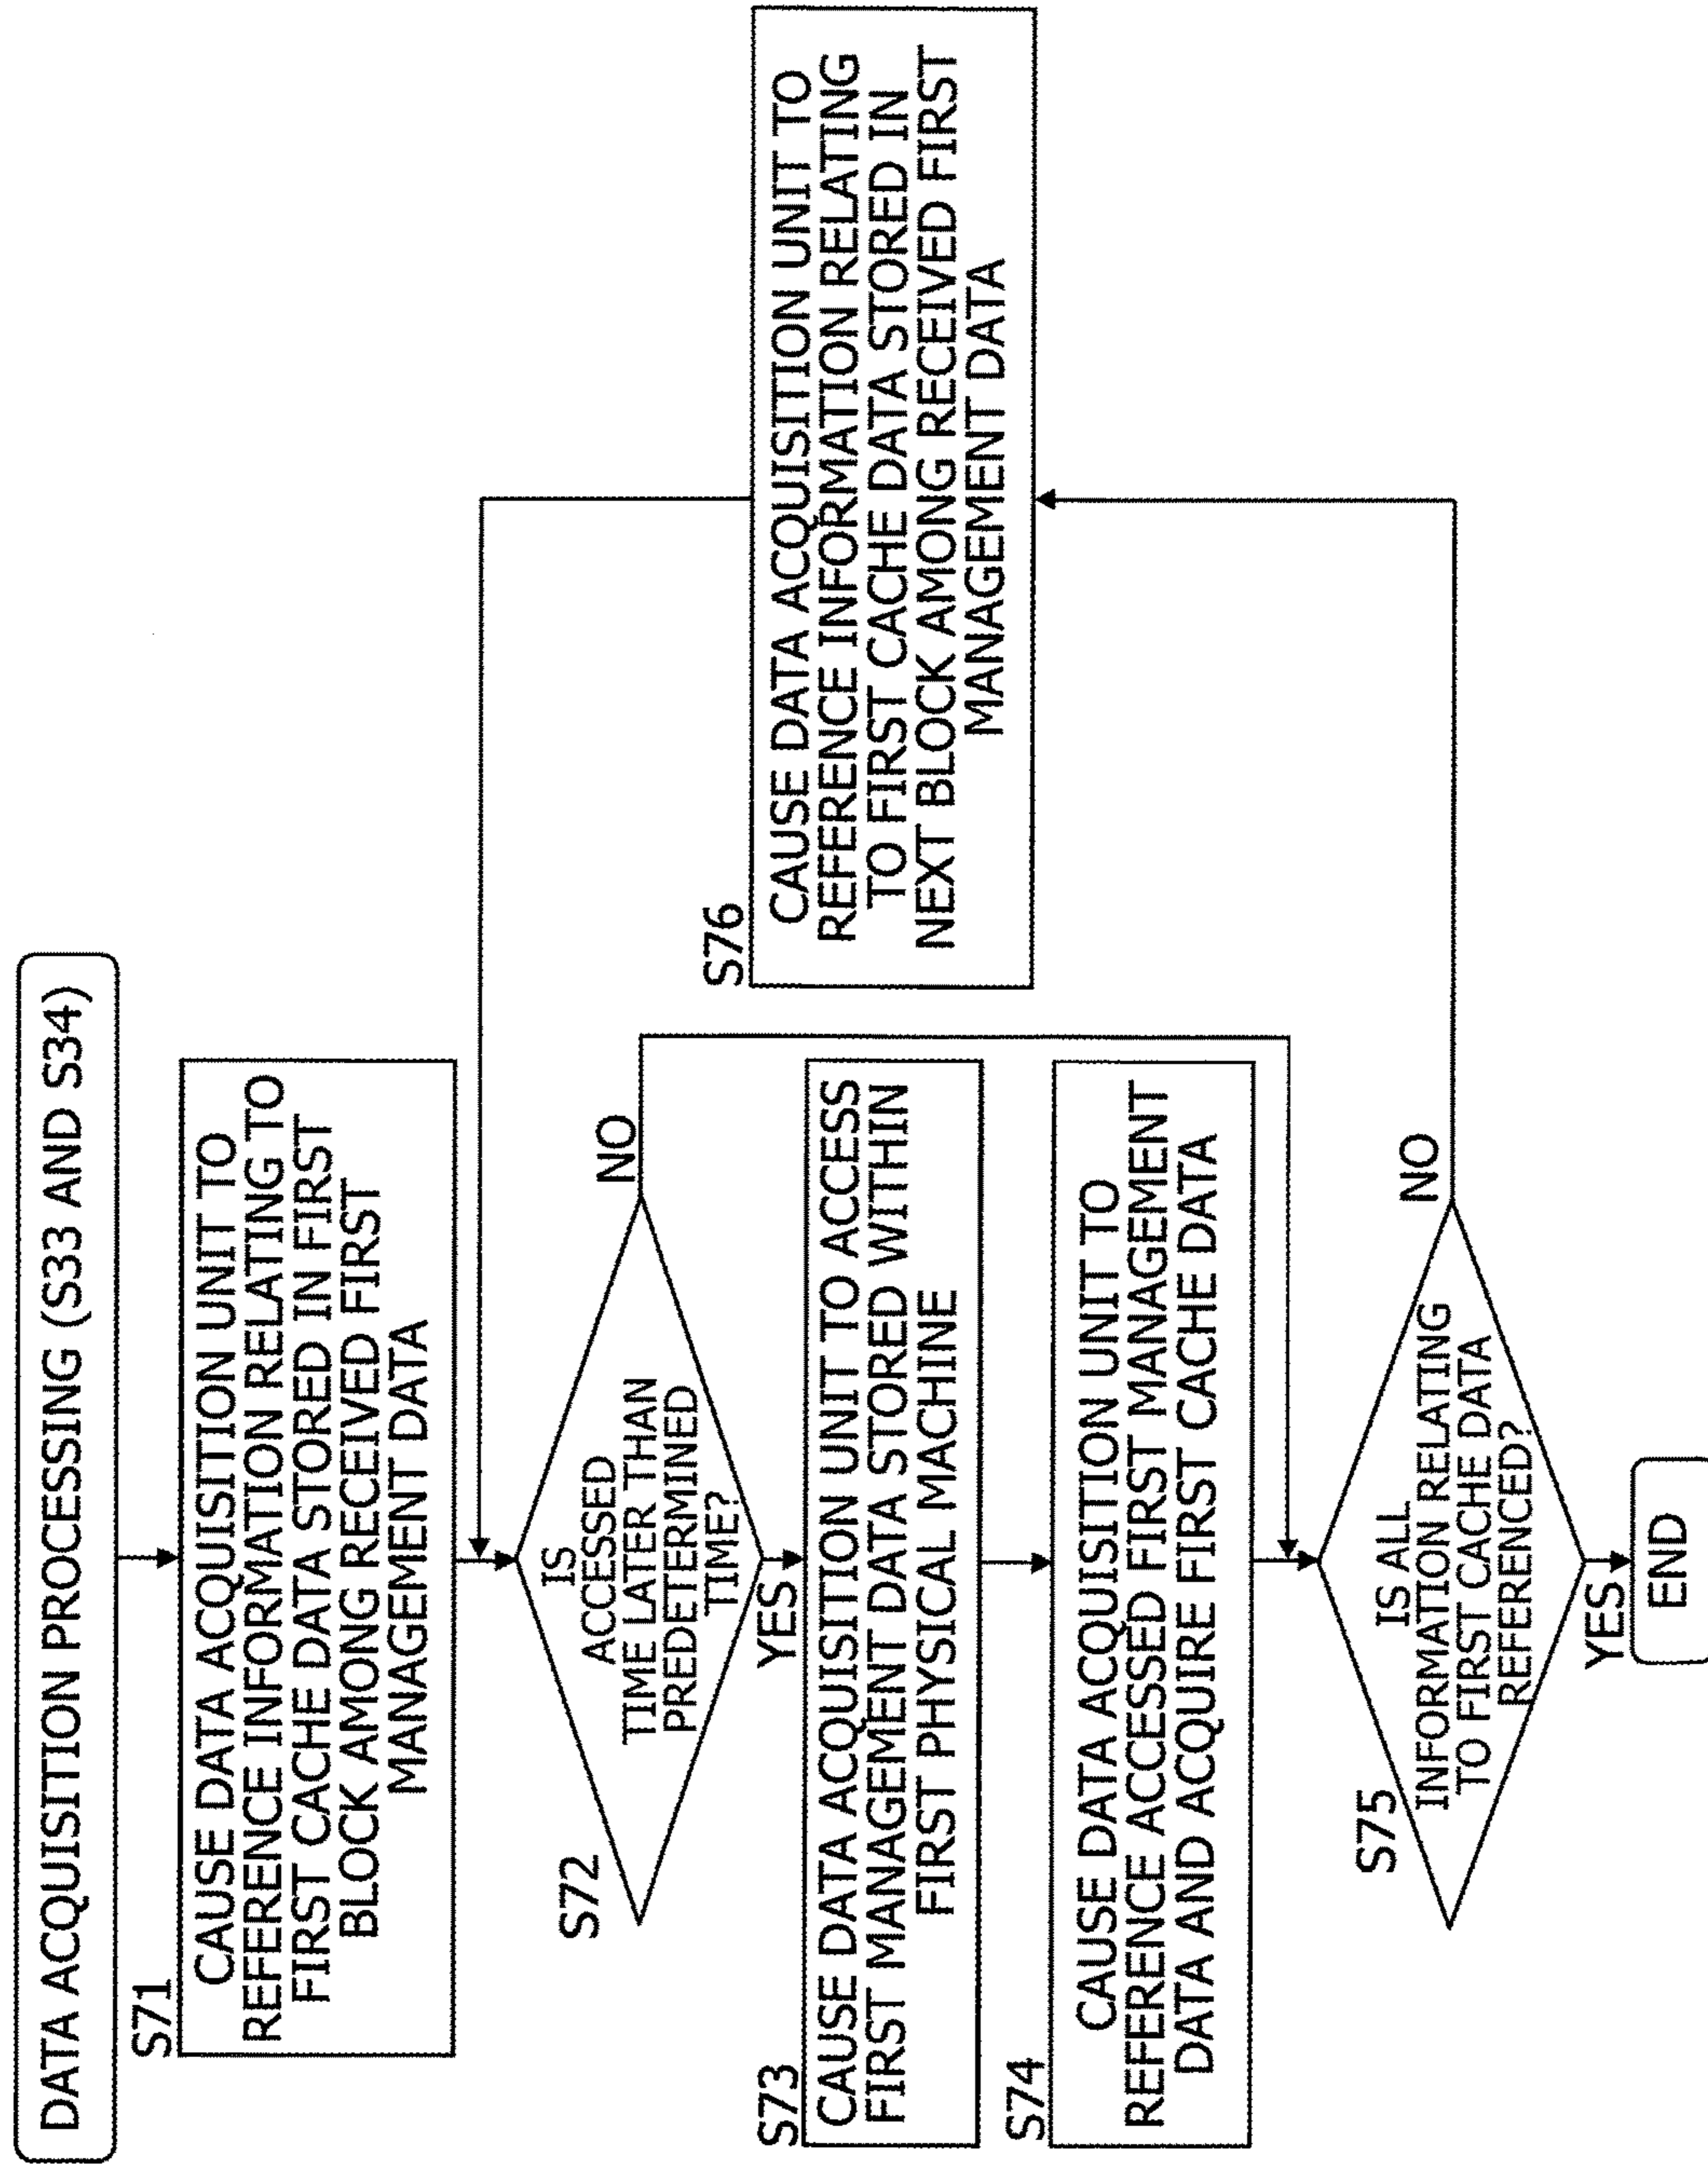 DATA ACQUISITION PROCESSING (S33 AND S34)
S71
CAUSE DATA ACQUISITION UNIT TO
REFERENCE INFORMATION RELATING TO
FIRST CACHE DATA STORED IN FIRST
BLOCK AMONG RECEIVED FIRST
MANAGEMENT DATA
S72
IS
ACCESSED
TIME LATER THAN
PREDETERMINED
TIME?
NO
YES
S73
CAUSE DATA ACQUISITION UNIT TO ACCESS
FIRST MANAGEMENT DATA STORED WITHIN
FIRST PHYSICAL MACHINE
S74
CAUSE DATA ACQUISITION UNIT TO
REFERENCE ACCESSED FIRST MANAGEMENT
DATA AND ACQUIRE FIRST CACHE DATA
S75
IS ALL
INFORMATION RELATING
TO FIRST CACHE DATA
REFERENCED?
NO
YES
END
S76
CAUSE DATA ACQUISITION UNIT TO
REFERENCE INFORMATION RELATING
TO FIRST CACHE DATA STORED IN
NEXT BLOCK AMONG RECEIVED FIRST
MANAGEMENT DATA